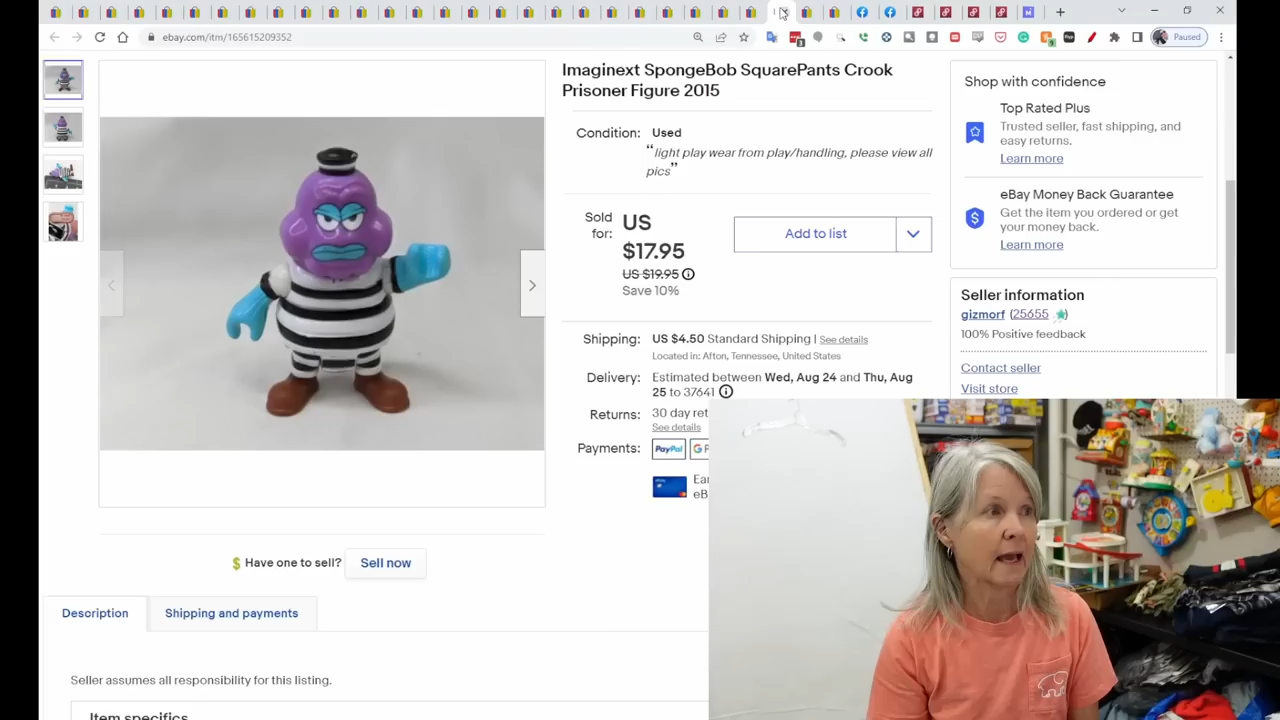 ebay.com/itm/165615209352
Paused
Imaginext SpongeBob SquarePants Crook
Prisoner Figure 2015
Condition: Used
“light play wear from play/handling, please view all
pics”
Sold
for:
US
$17.95
US $19.95
Save 10%
Add to list
Shipping: US $4.50 Standard Shipping | See details
Located in: Afton, Tennessee, United States
Delivery: Estimated between Wed, Aug 24 and Thu, Aug
25 to 37641
Returns: 30 day ret
See details
Payments: PayPal G
Ear
eB
Shop with confidence
Top Rated Plus
Trusted seller, fast shipping, and
easy returns.
Learn more
eBay Money Back Guarantee
Get the item you ordered or get
your money back.
Learn more
Seller information
gizmorf (25655 )
100% Positive feedback
Contact seller
Visit store
Have one to sell? Sell now
Description
Shipping and payments
Seller assumes all responsibility for this listing.
Item specifics